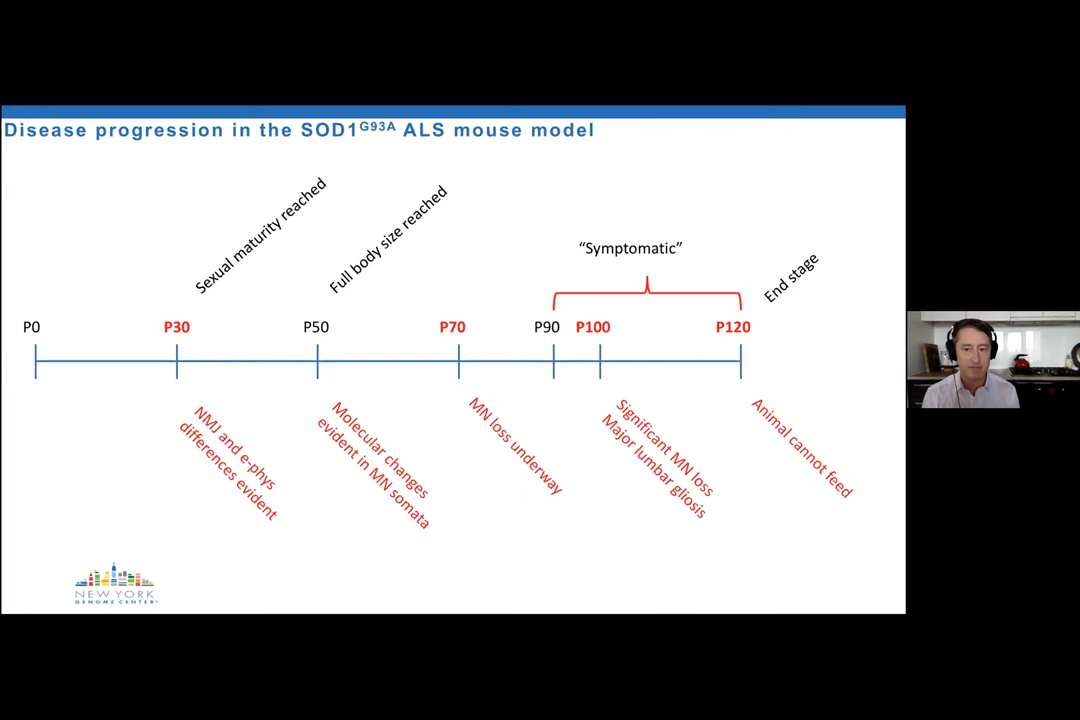 Disease progression in the SOD1G93A ALS mouse model
Sexual maturity reached
Full body size reached
“Symptomatic”
End stage
P0
P30
P50
P70
P90
P100
P120
NMJ and e-phys
differences evident
Molecular changes
evident in MN somata
MN loss underway
Significant MN loss
Major lumbar gliosis
Animal cannot feed
NEW YORK
GENOME CENTER